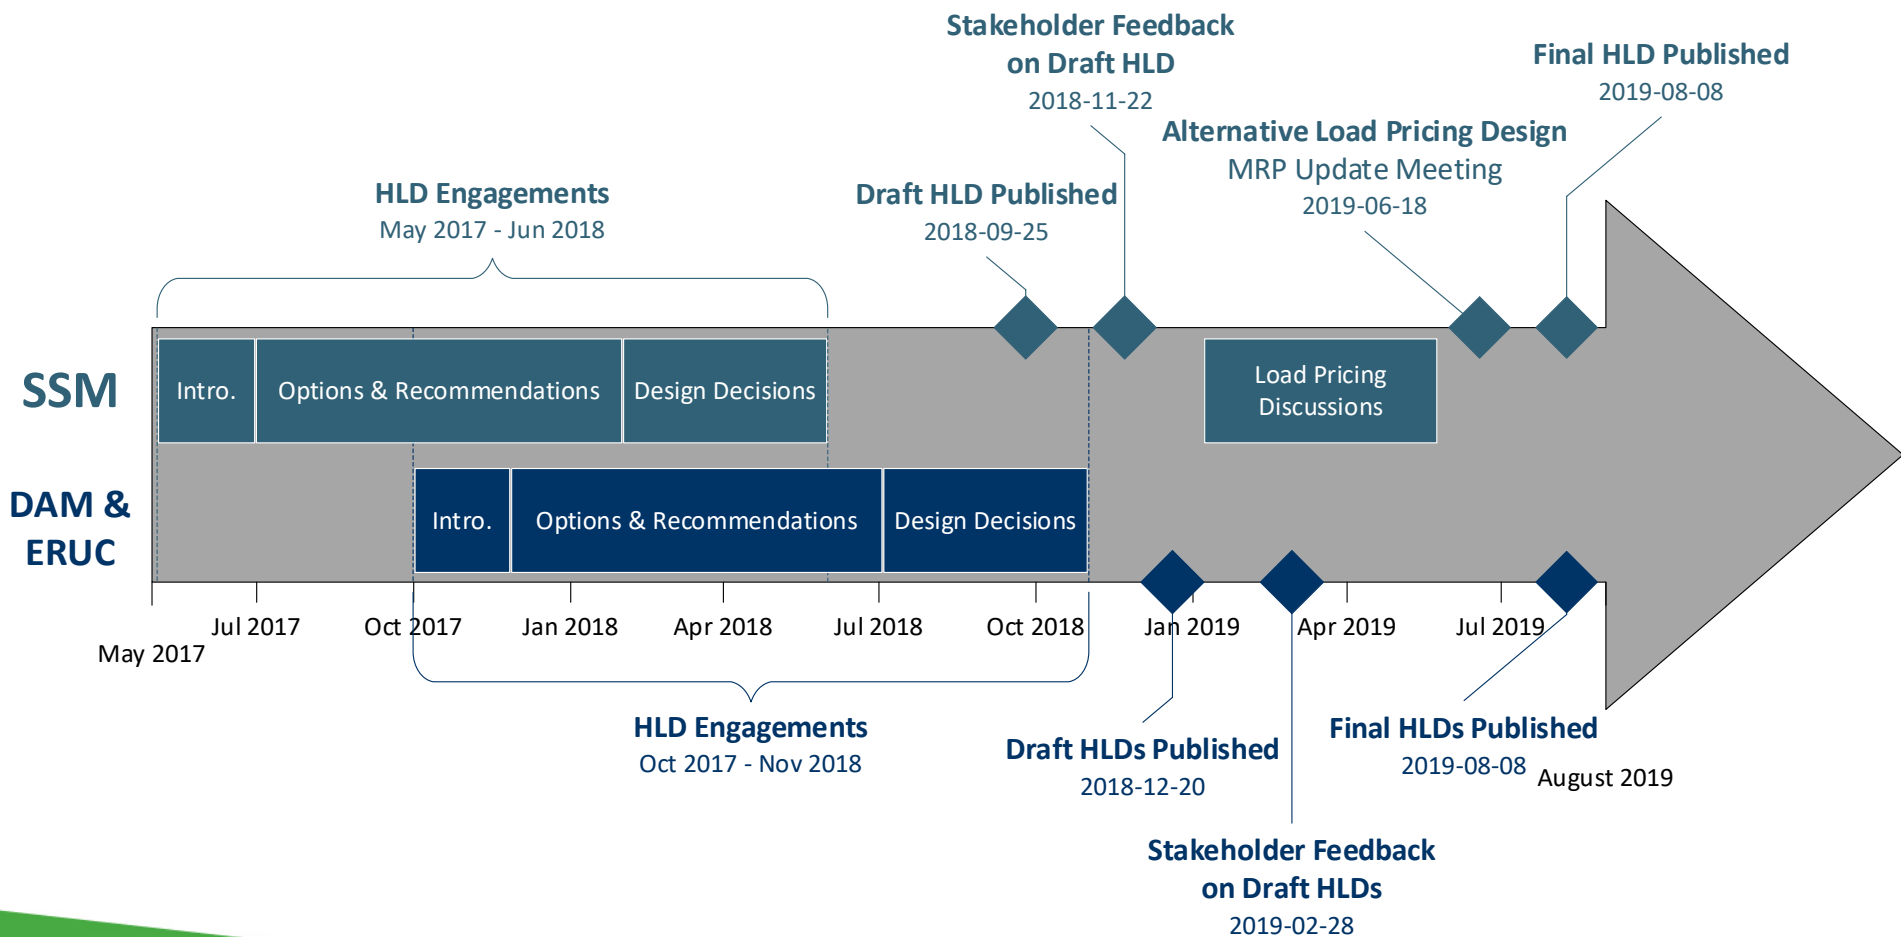 Stakeholder Feedback
on Draft HLD
2018-11-22
Final HLD Published
2019-08-08
Alternative Load Pricing Design
MRP Update Meeting
2019-06-18
HLD Engagements
May 2017 - Jun 2018
Draft HLD Published
2018-09-25
SSM
Intro.
Options & Recommendations
Design Decisions
Load Pricing
Discussions
DAM &
ERUC
Intro.
Options & Recommendations
Design Decisions
May 2017
Jul 2017
Oct 2017
Jan 2018
Apr 2018
Jul 2018
Oct 2018
Jan 2019
Apr 2019
Jul 2019
August 2019
HLD Engagements
Oct 2017 - Nov 2018
Draft HLDs Published
2018-12-20
Final HLDs Published
2019-08-08
Stakeholder Feedback
on Draft HLDs
2019-02-28